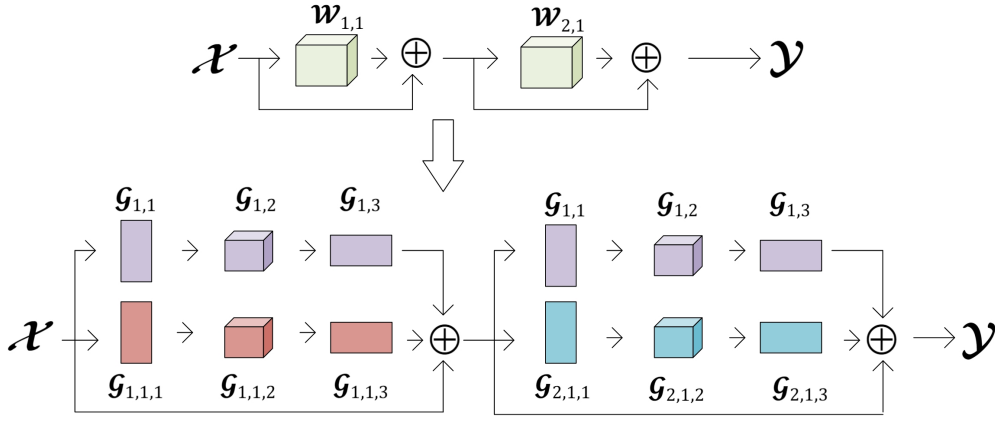 𝒲1,1 𝒲2,1
𝒳 ⊕ ⊕ 𝒴
𝓖1,1 𝓖1,2 𝓖1,3 𝓖1,1 𝓖1,2 𝓖1,3
𝒳 ⊕ ⊕ 𝒴
𝓖1,1,1 𝓖1,1,2 𝓖1,1,3 𝓖2,1,1 𝓖2,1,2 𝓖2,1,3